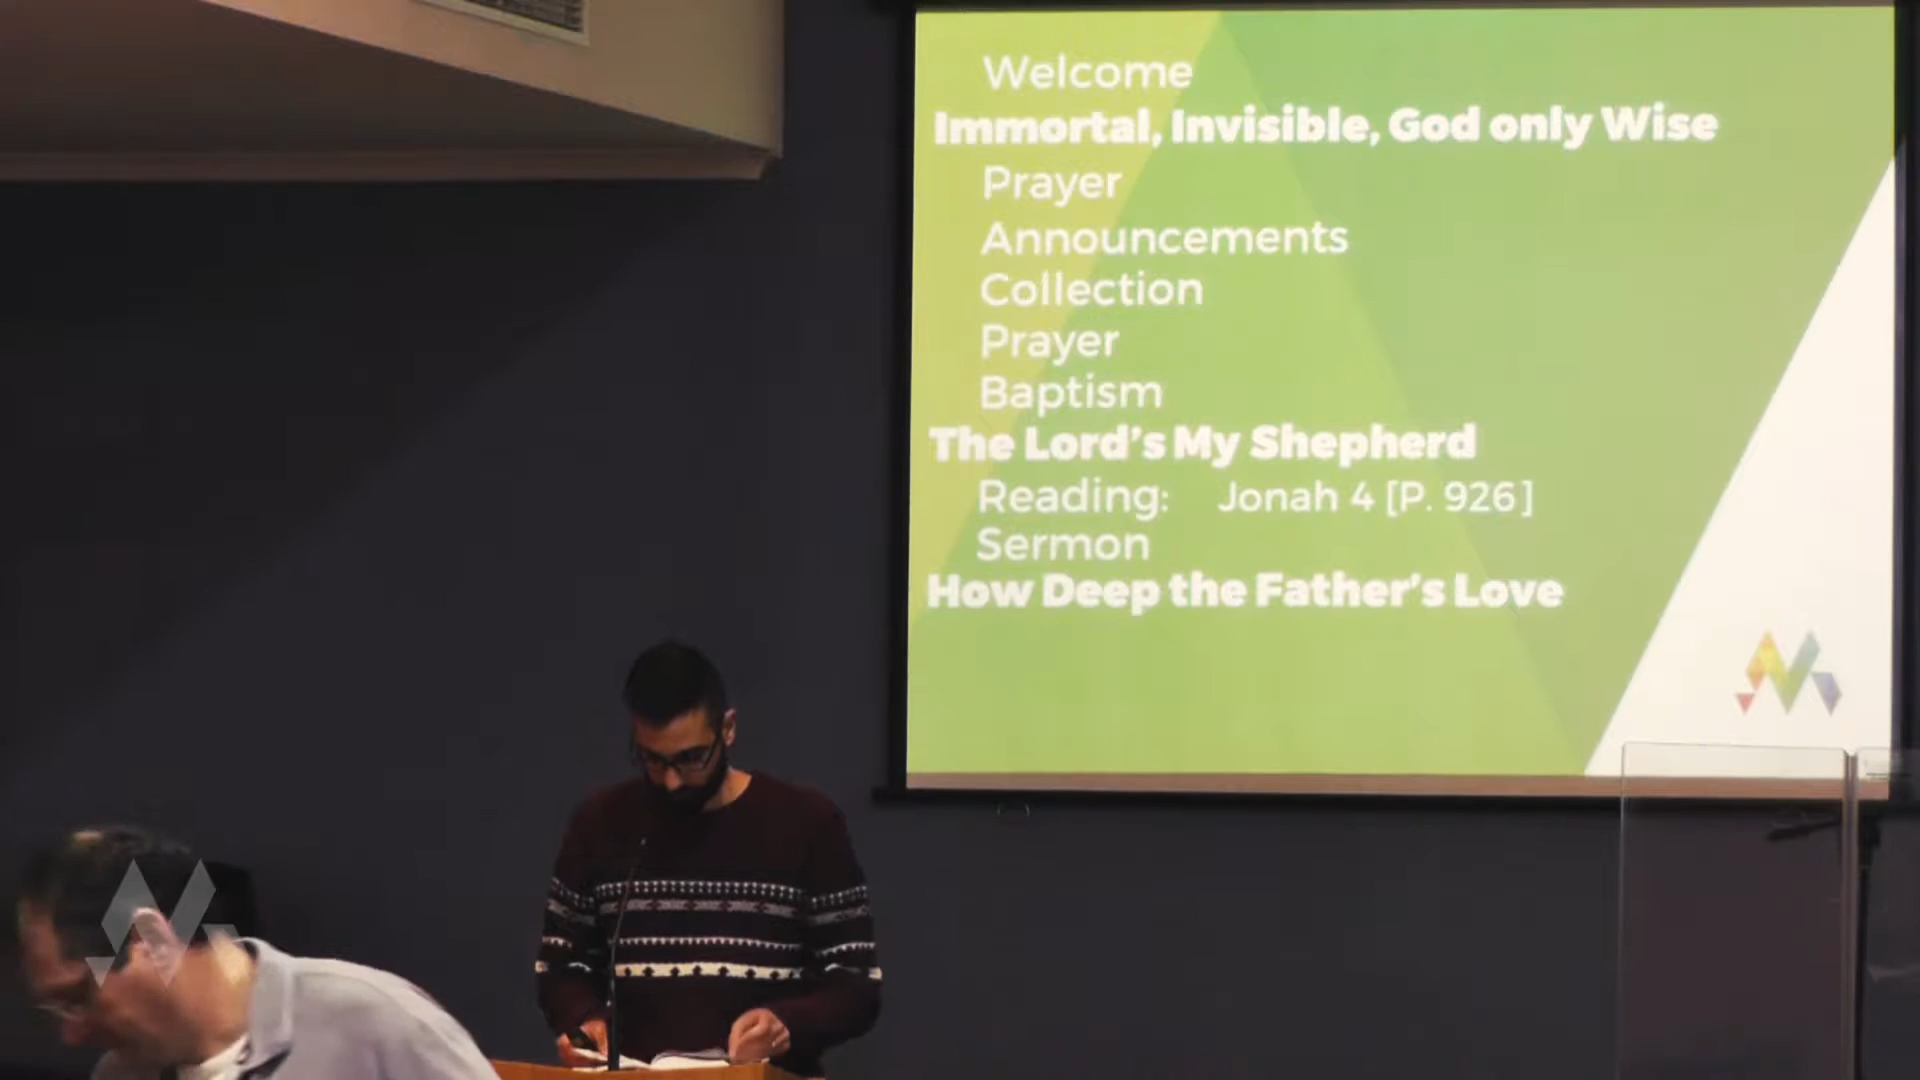 Welcome
Immortal, Invisible, God only Wise
Prayer
Announcements
Collection
Prayer
Baptism
The Lord's My Shepherd
Reading: Jonah 4 [P. 926]
Sermon
How Deep the Father's Love